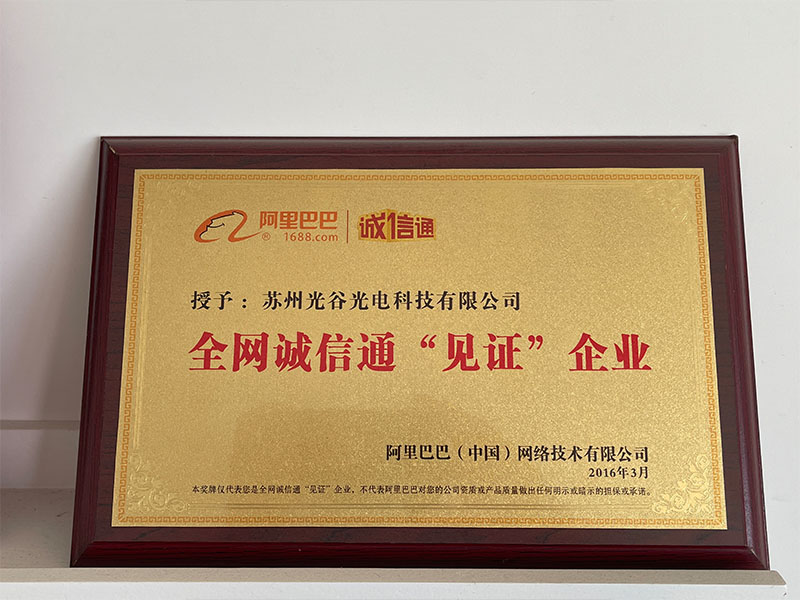 阿里巴巴 诚信通
® 1688.com
授予：苏州光谷光电科技有限公司
全网诚信通“见证”企业
阿里巴巴（中国）网络技术有限公司
2016年3月
本奖牌仅代表您是全网诚信通“见证”企业，不代表阿里巴巴对您的公司资质或产品质量做出任何明示或暗示的担保或承诺。